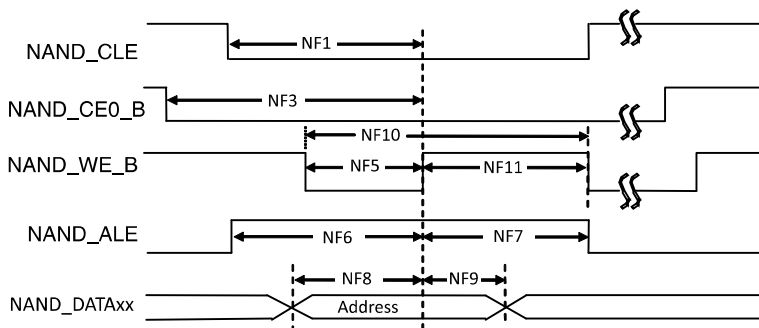 NAND_CLE
NF1
NAND_CE0_B
NF3
NF10
NAND_WE_B
NF5
NF11
NAND_ALE
NF6
NF7
NF8
NF9
NAND_DATAxx
Address